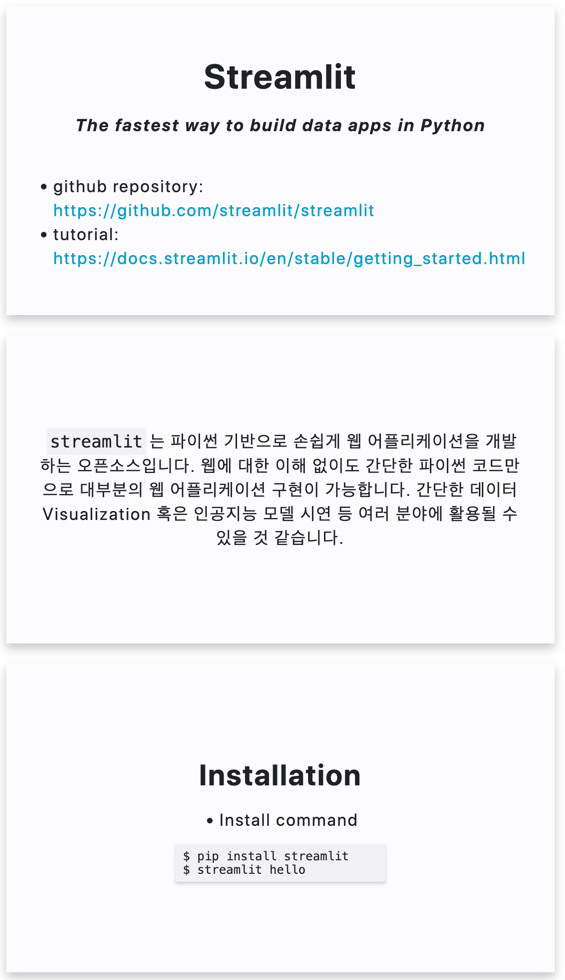 Streamlit
The fastest way to build data apps in Python
• github repository:
https://github.com/streamlit/streamlit
• tutorial:
https://docs.streamlit.io/en/stable/getting_started.html
streamlit 는 파이썬 기반으로 손쉽게 웹 어플리케이션을 개발
하는 오픈소스입니다. 웹에 대한 이해 없이도 간단한 파이썬 코드만
으로 대부분의 웹 어플리케이션 구현이 가능합니다. 간단한 데이터
Visualization 혹은 인공지능 모델 시연 등 여러 분야에 활용될 수
있을 것 같습니다.
Installation
• Install command
$ pip install streamlit
$ streamlit hello